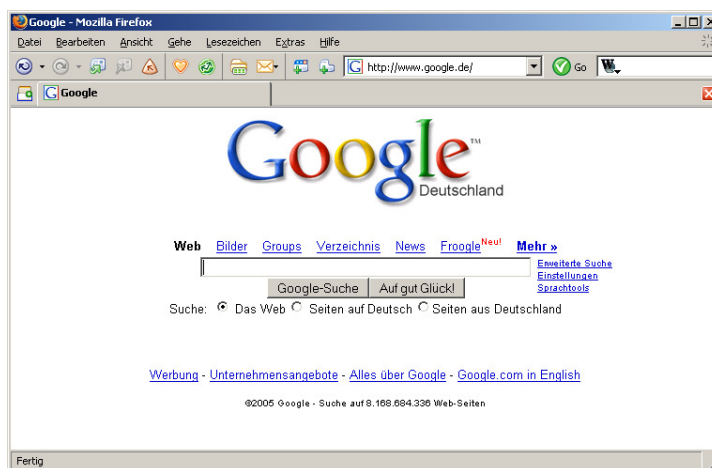 Google - Mozilla Firefox
Datei Bearbeiten Ansicht Gehe Lesezeichen Extras Hilfe
G http://www.google.de/ Go W
G Google
Google™
Deutschland
Web Bilder Groups Verzeichnis News Froogle Neu! Mehr »
Erweiterte Suche
Einstellungen
Sprachtools
Google-Suche Auf gut Glück!
Suche: Das Web Seiten auf Deutsch Seiten aus Deutschland
Werbung - Unternehmensangebote - Alles über Google - Google.com in English
©2005 Google - Suche auf 8.168.684.336 Web-Seiten
Fertig